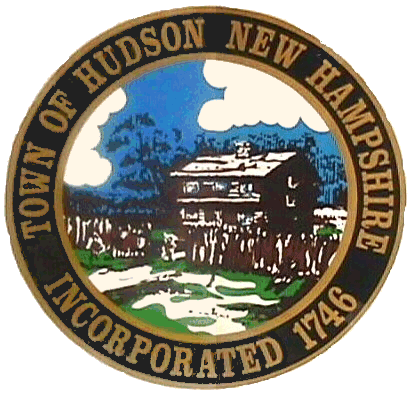 TOWN OF HUDSON NEW HAMPSHIRE
INCORPORATED 1746